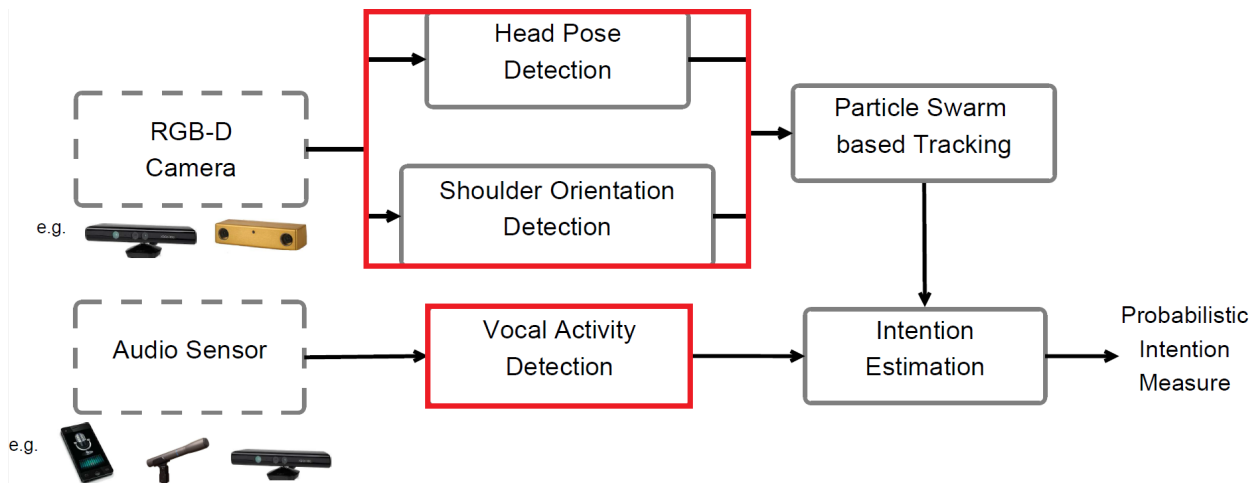 Head Pose
Detection
RGB-D
Camera
Particle Swarm
based Tracking
Shoulder Orientation
Detection
e.g.
Audio Sensor
Vocal Activity
Detection
Intention
Estimation
Probabilistic
Intention
Measure
e.g.